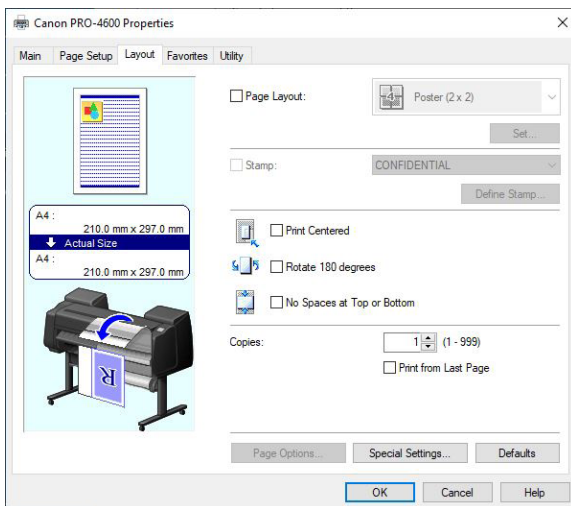 Canon PRO-4600 Properties
Main Page Setup Layout Favorites Utility
Page Layout:
4 Poster (2 x 2)
Set...
Stamp:
CONFIDENTIAL
Define Stamp...
A4 :
210.0 mm x 297.0 mm
Actual Size
A4 :
210.0 mm x 297.0 mm
Print Centered
Rotate 180 degrees
No Spaces at Top or Bottom
Copies:
1 (1 - 999)
Print from Last Page
R
Page Options... Special Settings... Defaults
OK Cancel Help